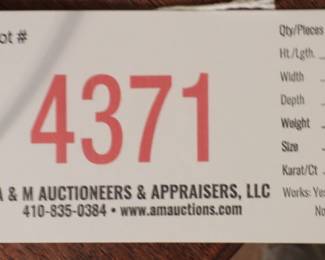 ot #
4371
A & M AUCTIONEERS & APPRAISERS, LLC
410-835-0384 • www.amauctions.com
Qty/Pieces
Ht./Lgth.
Width
Depth
Weight
Size
Karat/Ct
Works: Yes
No